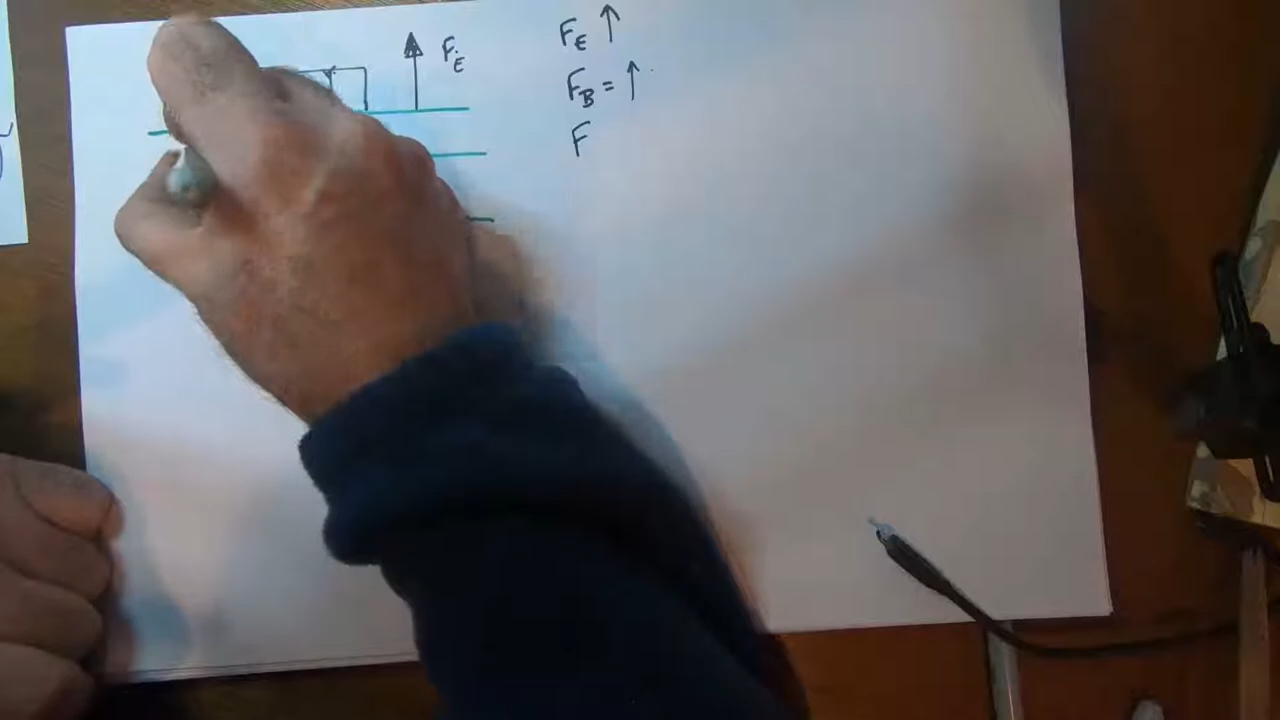 F_E ↑
F_E
F_B = ↑
F